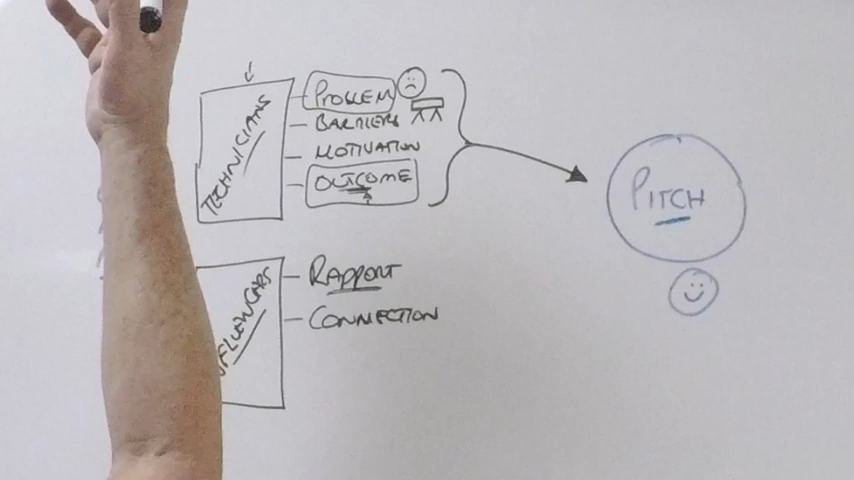 TECHNICIANS
PROBLEM
BARRIERS
MOTIVATION
OUTCOME
PITCH
RAPPORT
CONNECTION